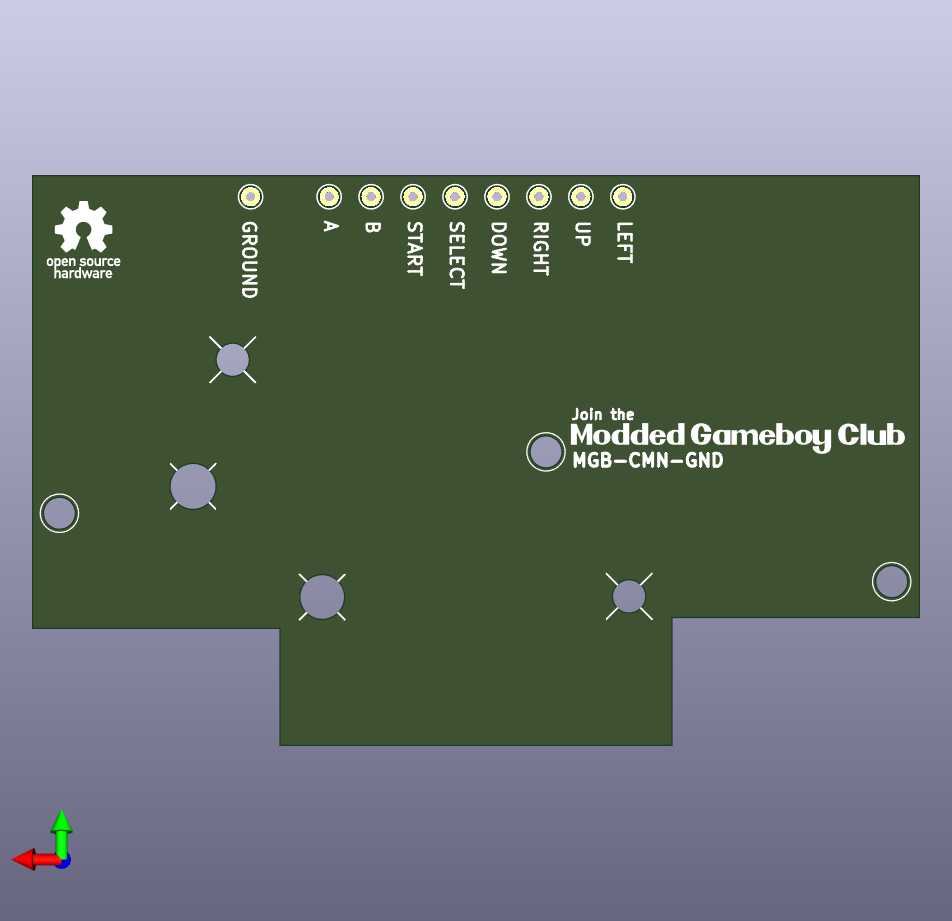 open source
hardware
GROUND
A
B
START
SELECT
DOWN
RIGHT
UP
LEFT
Join the
Modded Gameboy Club
MGB-CMN-GND